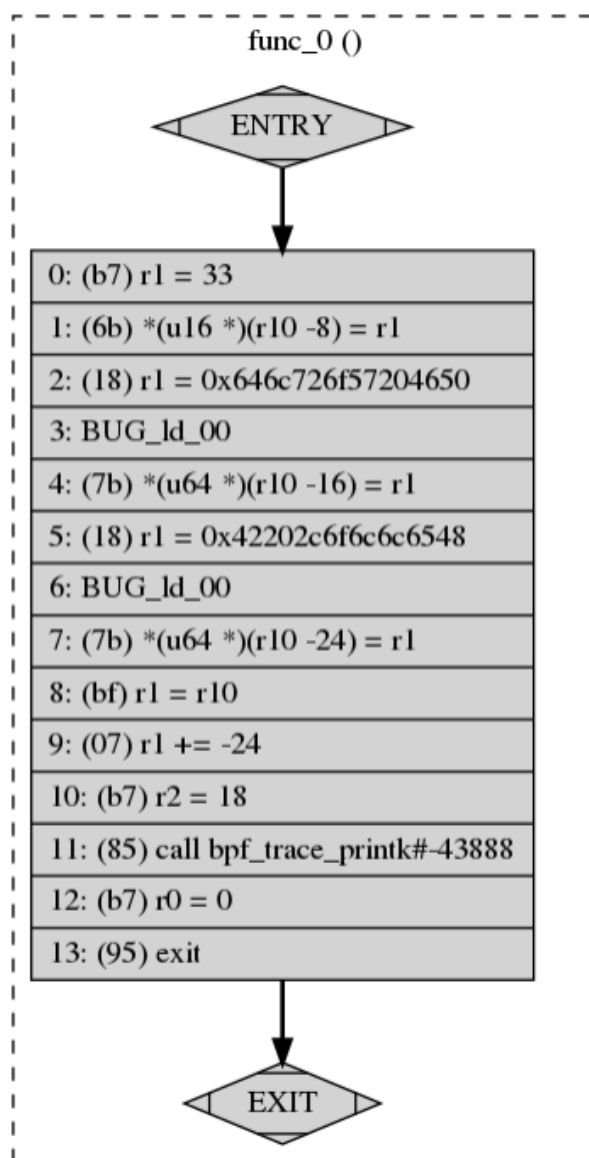 func_0 ()
ENTRY
0: (b7) r1 = 33
1: (6b) *(u16 *)(r10 -8) = r1
2: (18) r1 = 0x646c726f57204650
3: BUG_ld_00
4: (7b) *(u64 *)(r10 -16) = r1
5: (18) r1 = 0x42202c6f6c6c6548
6: BUG_ld_00
7: (7b) *(u64 *)(r10 -24) = r1
8: (bf) r1 = r10
9: (07) r1 += -24
10: (b7) r2 = 18
11: (85) call bpf_trace_printk#-43888
12: (b7) r0 = 0
13: (95) exit
EXIT